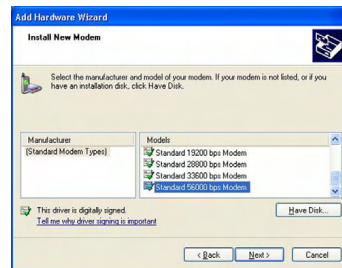 Add Hardware Wizard
Install New Modem
Select the manufacturer and model of your modem. If your modem is not listed, or if you
have an installation disk, click Have Disk.
Manufacturer
(Standard Modem Types)
Models
Standard 19200 bps Modem
Standard 28800 bps Modem
Standard 33600 bps Modem
Standard 56000 bps Modem
This driver is digitally signed.
Tell me why driver signing is important
Have Disk...
< Back
Next >
Cancel